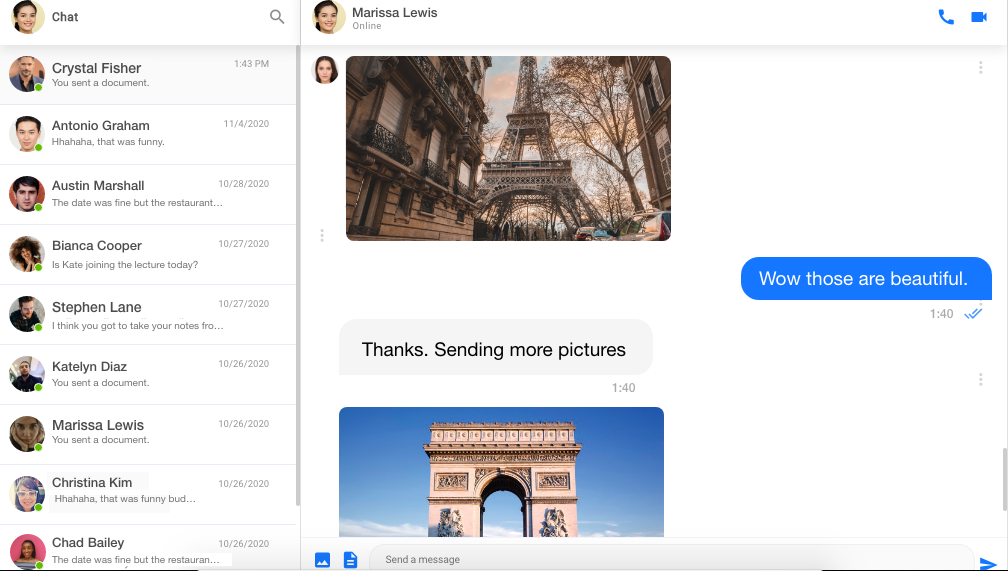 Chat
Crystal Fisher
1:43 PM
You sent a document.
Antonio Graham
11/4/2020
Hhahaha, that was funny.
Austin Marshall
10/28/2020
The date was fine but the restaurant…
Bianca Cooper
10/27/2020
Is Kate joining the lecture today?
Stephen Lane
10/27/2020
I think you got to take your notes fro…
Katelyn Diaz
10/26/2020
You sent a document.
Marissa Lewis
10/26/2020
You sent a document.
Christina Kim
10/26/2020
Hhahaha, that was funny bud…
Chad Bailey
10/26/2020
The date was fine but the restauran…
Marissa Lewis
Online
Wow those are beautiful.
1:40
Thanks. Sending more pictures
1:40
Send a message